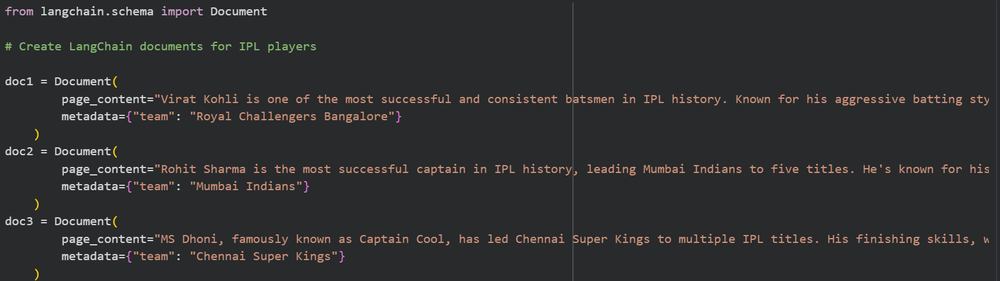 from langchain.schema import Document
# Create LangChain documents for IPL players
doc1 = Document(
page_content="Virat Kohli is one of the most successful and consistent batsmen in IPL history. Known for his aggressive batting sty
metadata={"team": "Royal Challengers Bangalore"}
)
doc2 = Document(
page_content="Rohit Sharma is the most successful captain in IPL history, leading Mumbai Indians to five titles. He's known for his
metadata={"team": "Mumbai Indians"}
)
doc3 = Document(
page_content="MS Dhoni, famously known as Captain Cool, has led Chennai Super Kings to multiple IPL titles. His finishing skills, w
metadata={"team": "Chennai Super Kings"}
)